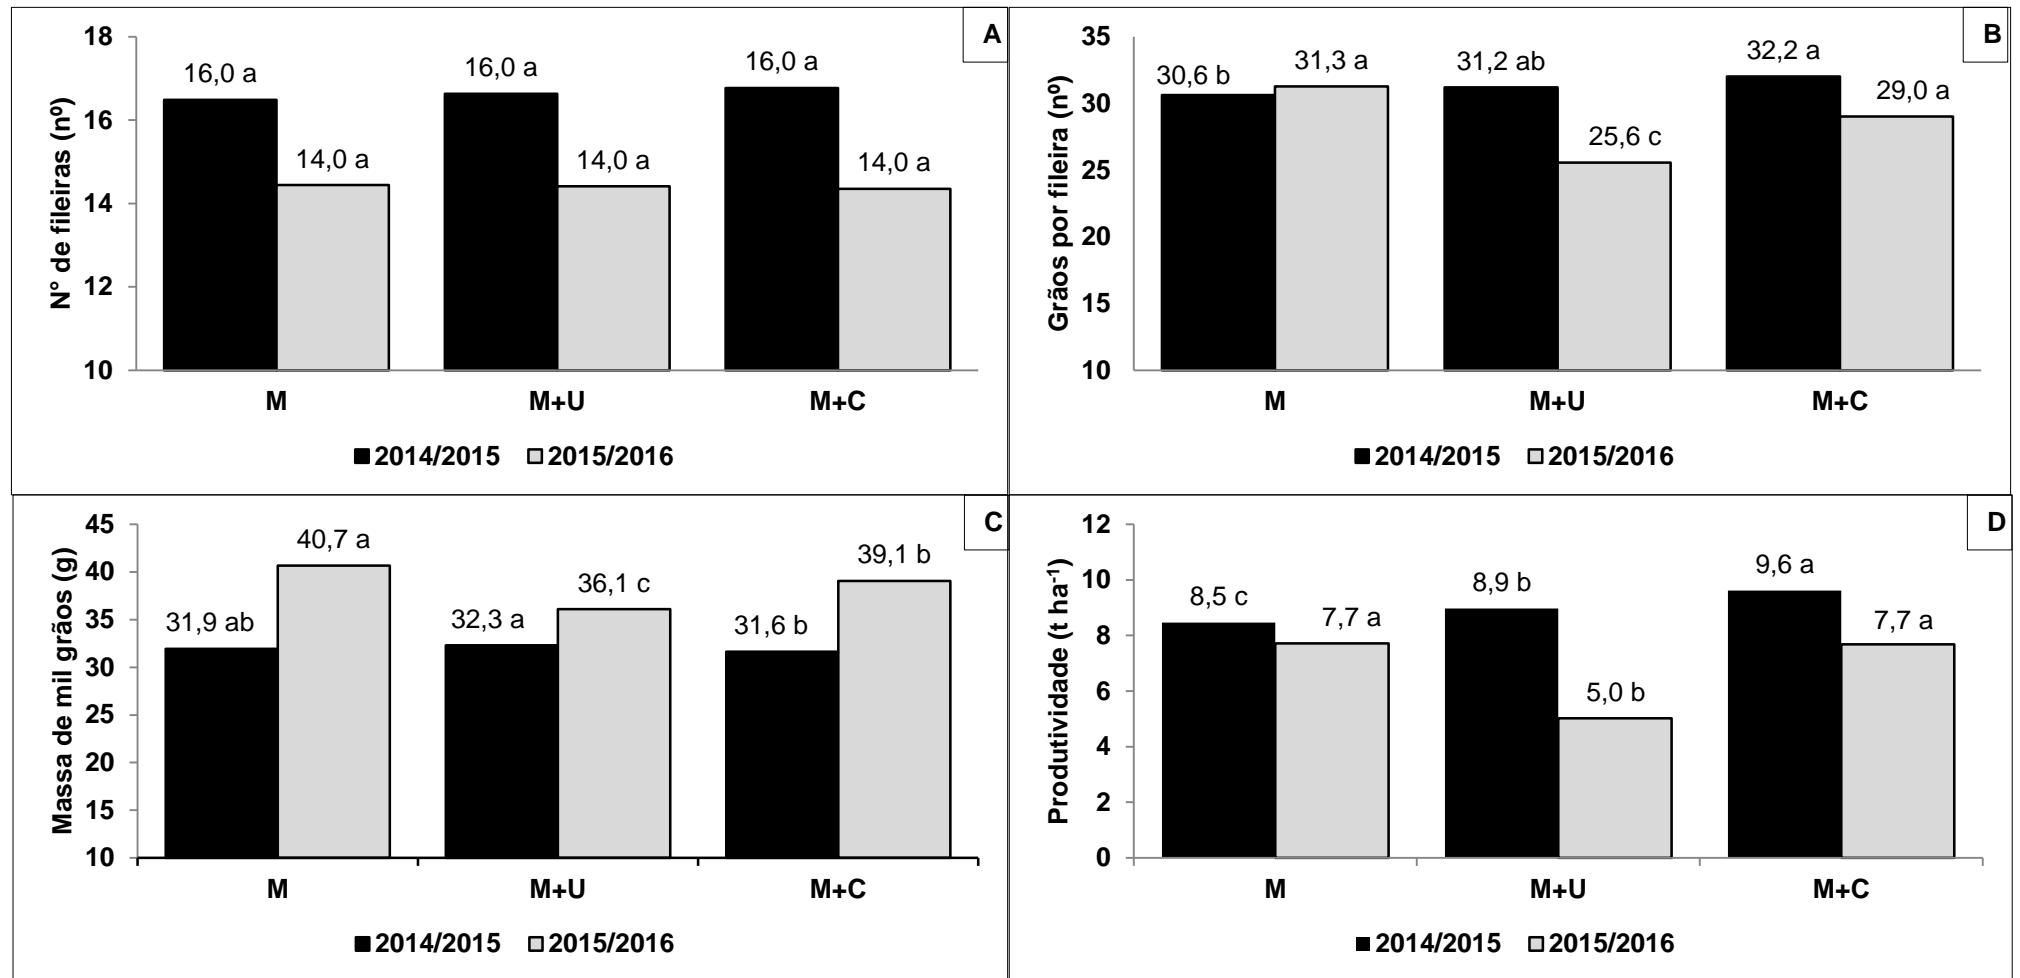 A
N° de fileiras (nº)
18
16
14
12
10
16,0 a
14,0 a
16,0 a
14,0 a
16,0 a
14,0 a
M
M+U
M+C
2014/2015
2015/2016
B
Grãos por fileira (nº)
35
30
25
20
15
10
30,6 b
31,3 a
31,2 ab
25,6 c
32,2 a
29,0 a
M
M+U
M+C
2014/2015
2015/2016
C
Massa de mil grãos (g)
45
40
35
30
25
20
15
10
31,9 ab
40,7 a
32,3 a
36,1 c
31,6 b
39,1 b
M
M+U
M+C
2014/2015
2015/2016
D
Produtividade (t ha⁻¹)
12
10
8
6
4
2
0
8,5 c
7,7 a
8,9 b
5,0 b
9,6 a
7,7 a
M
M+U
M+C
2014/2015
2015/2016